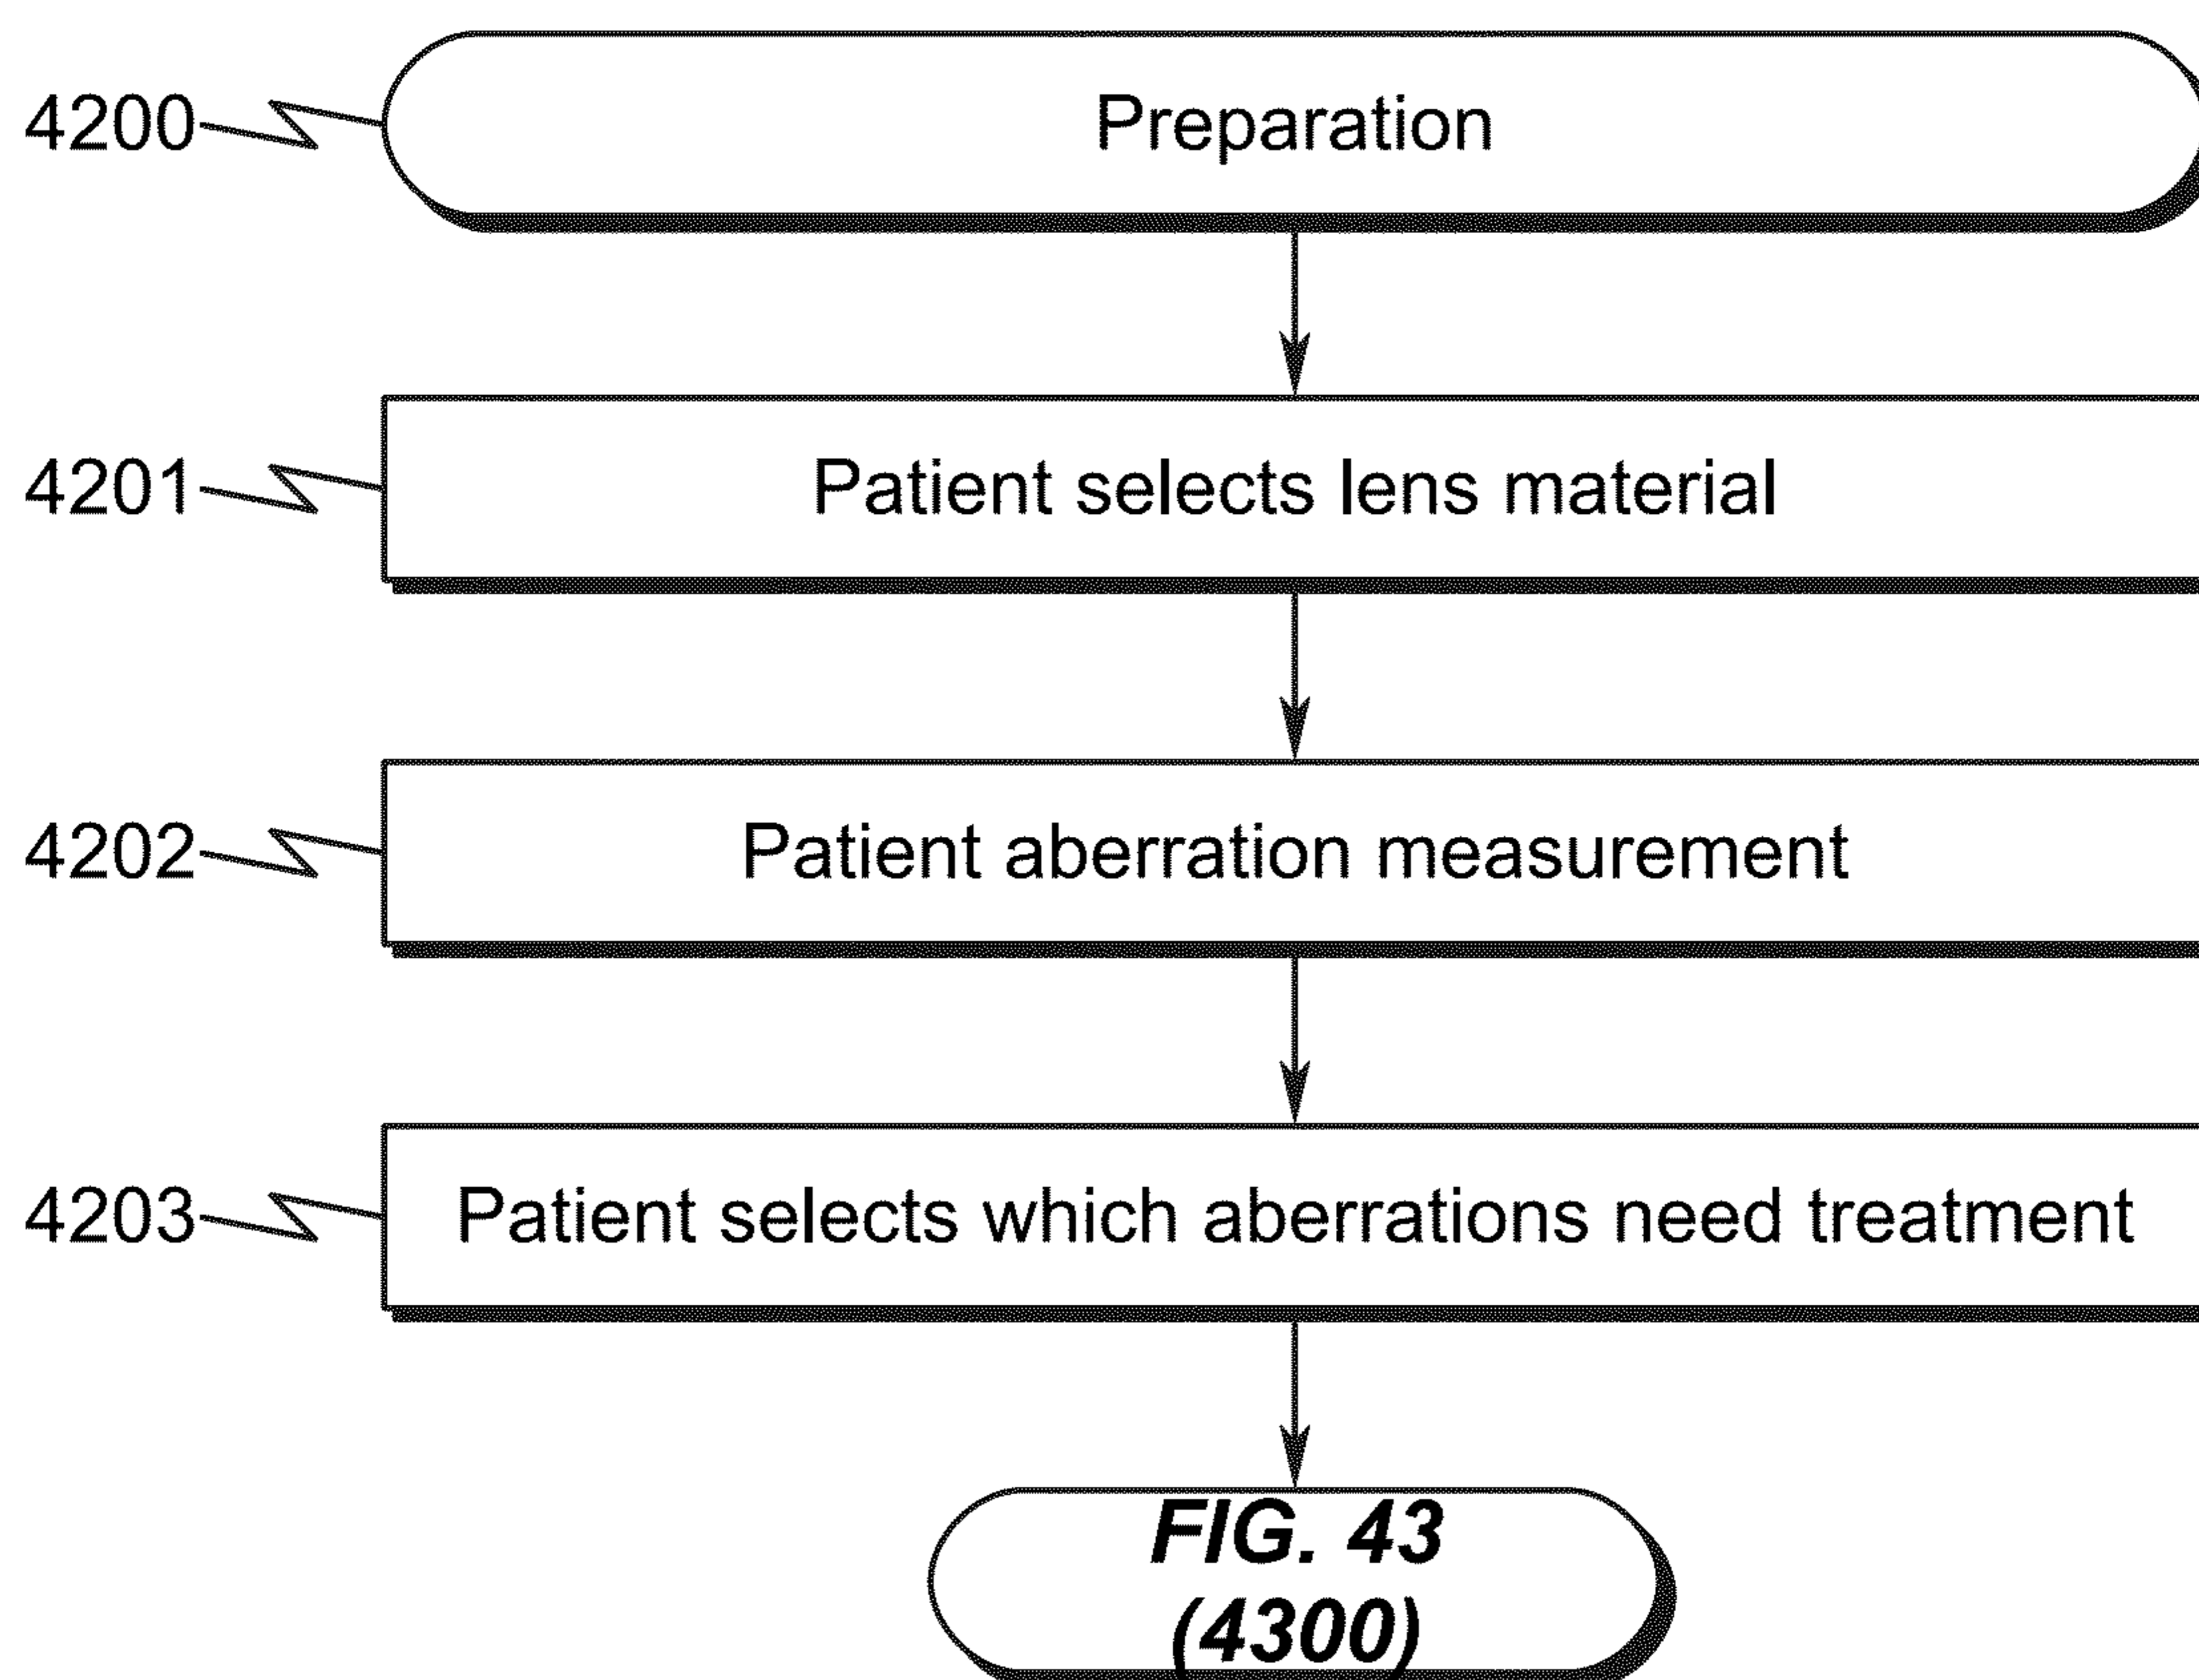 4200 Preparation
4201 Patient selects lens material
4202 Patient aberration measurement
4203 Patient selects which aberrations need treatment
FIG. 43
(4300)